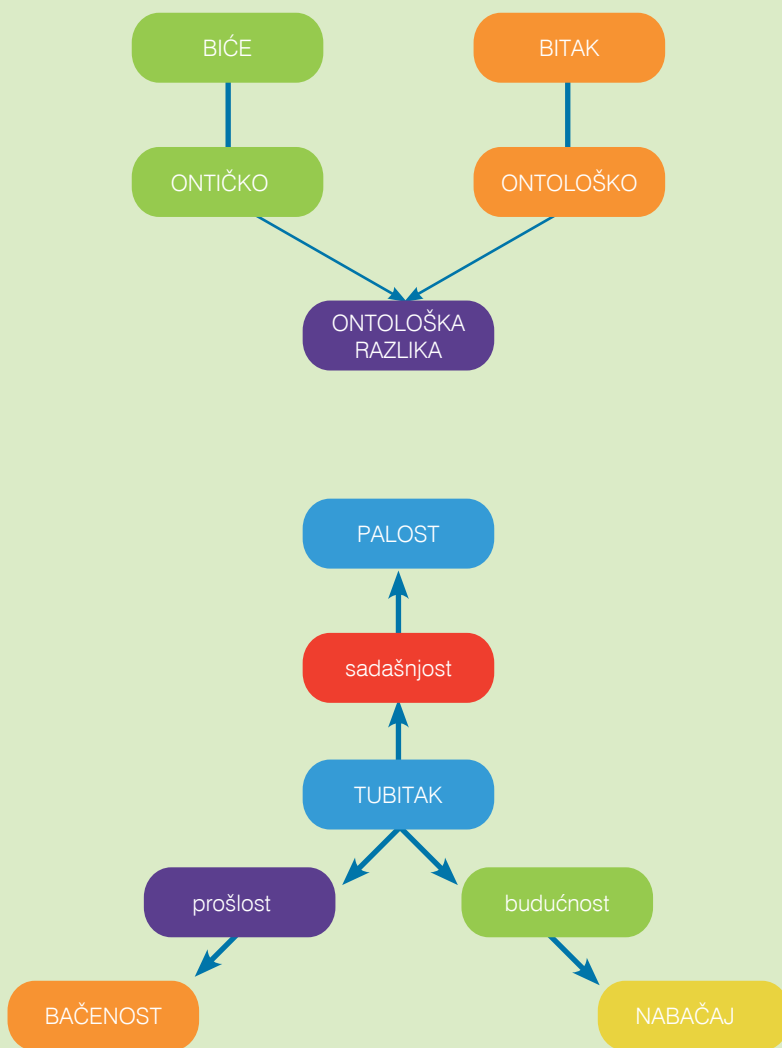 BIĆE
BITAK
ONTIČKO
ONTOLOŠKO
ONTOLOŠKA
RAZLIKA
PALOST
sadašnjost
TUBITAK
prošlost
budućnost
BAČENOST
NABAČAJ